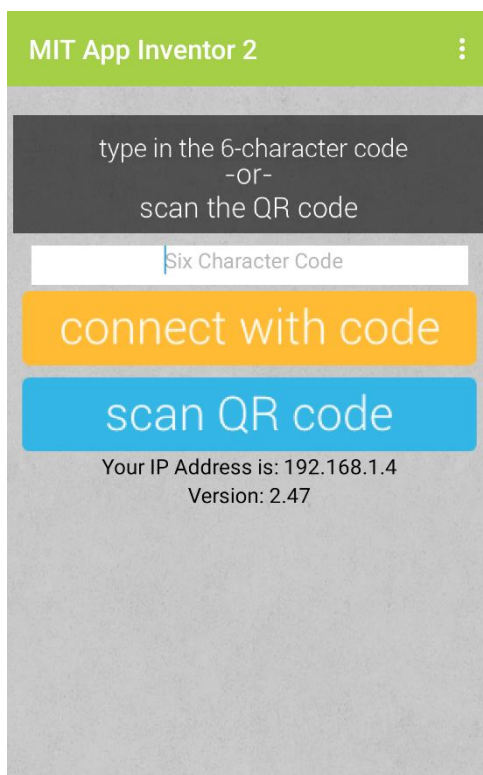 MIT App Inventor 2
type in the 6-character code
-or-
scan the QR code
Six Character Code
connect with code
scan QR code
Your IP Address is: 192.168.1.4
Version: 2.47